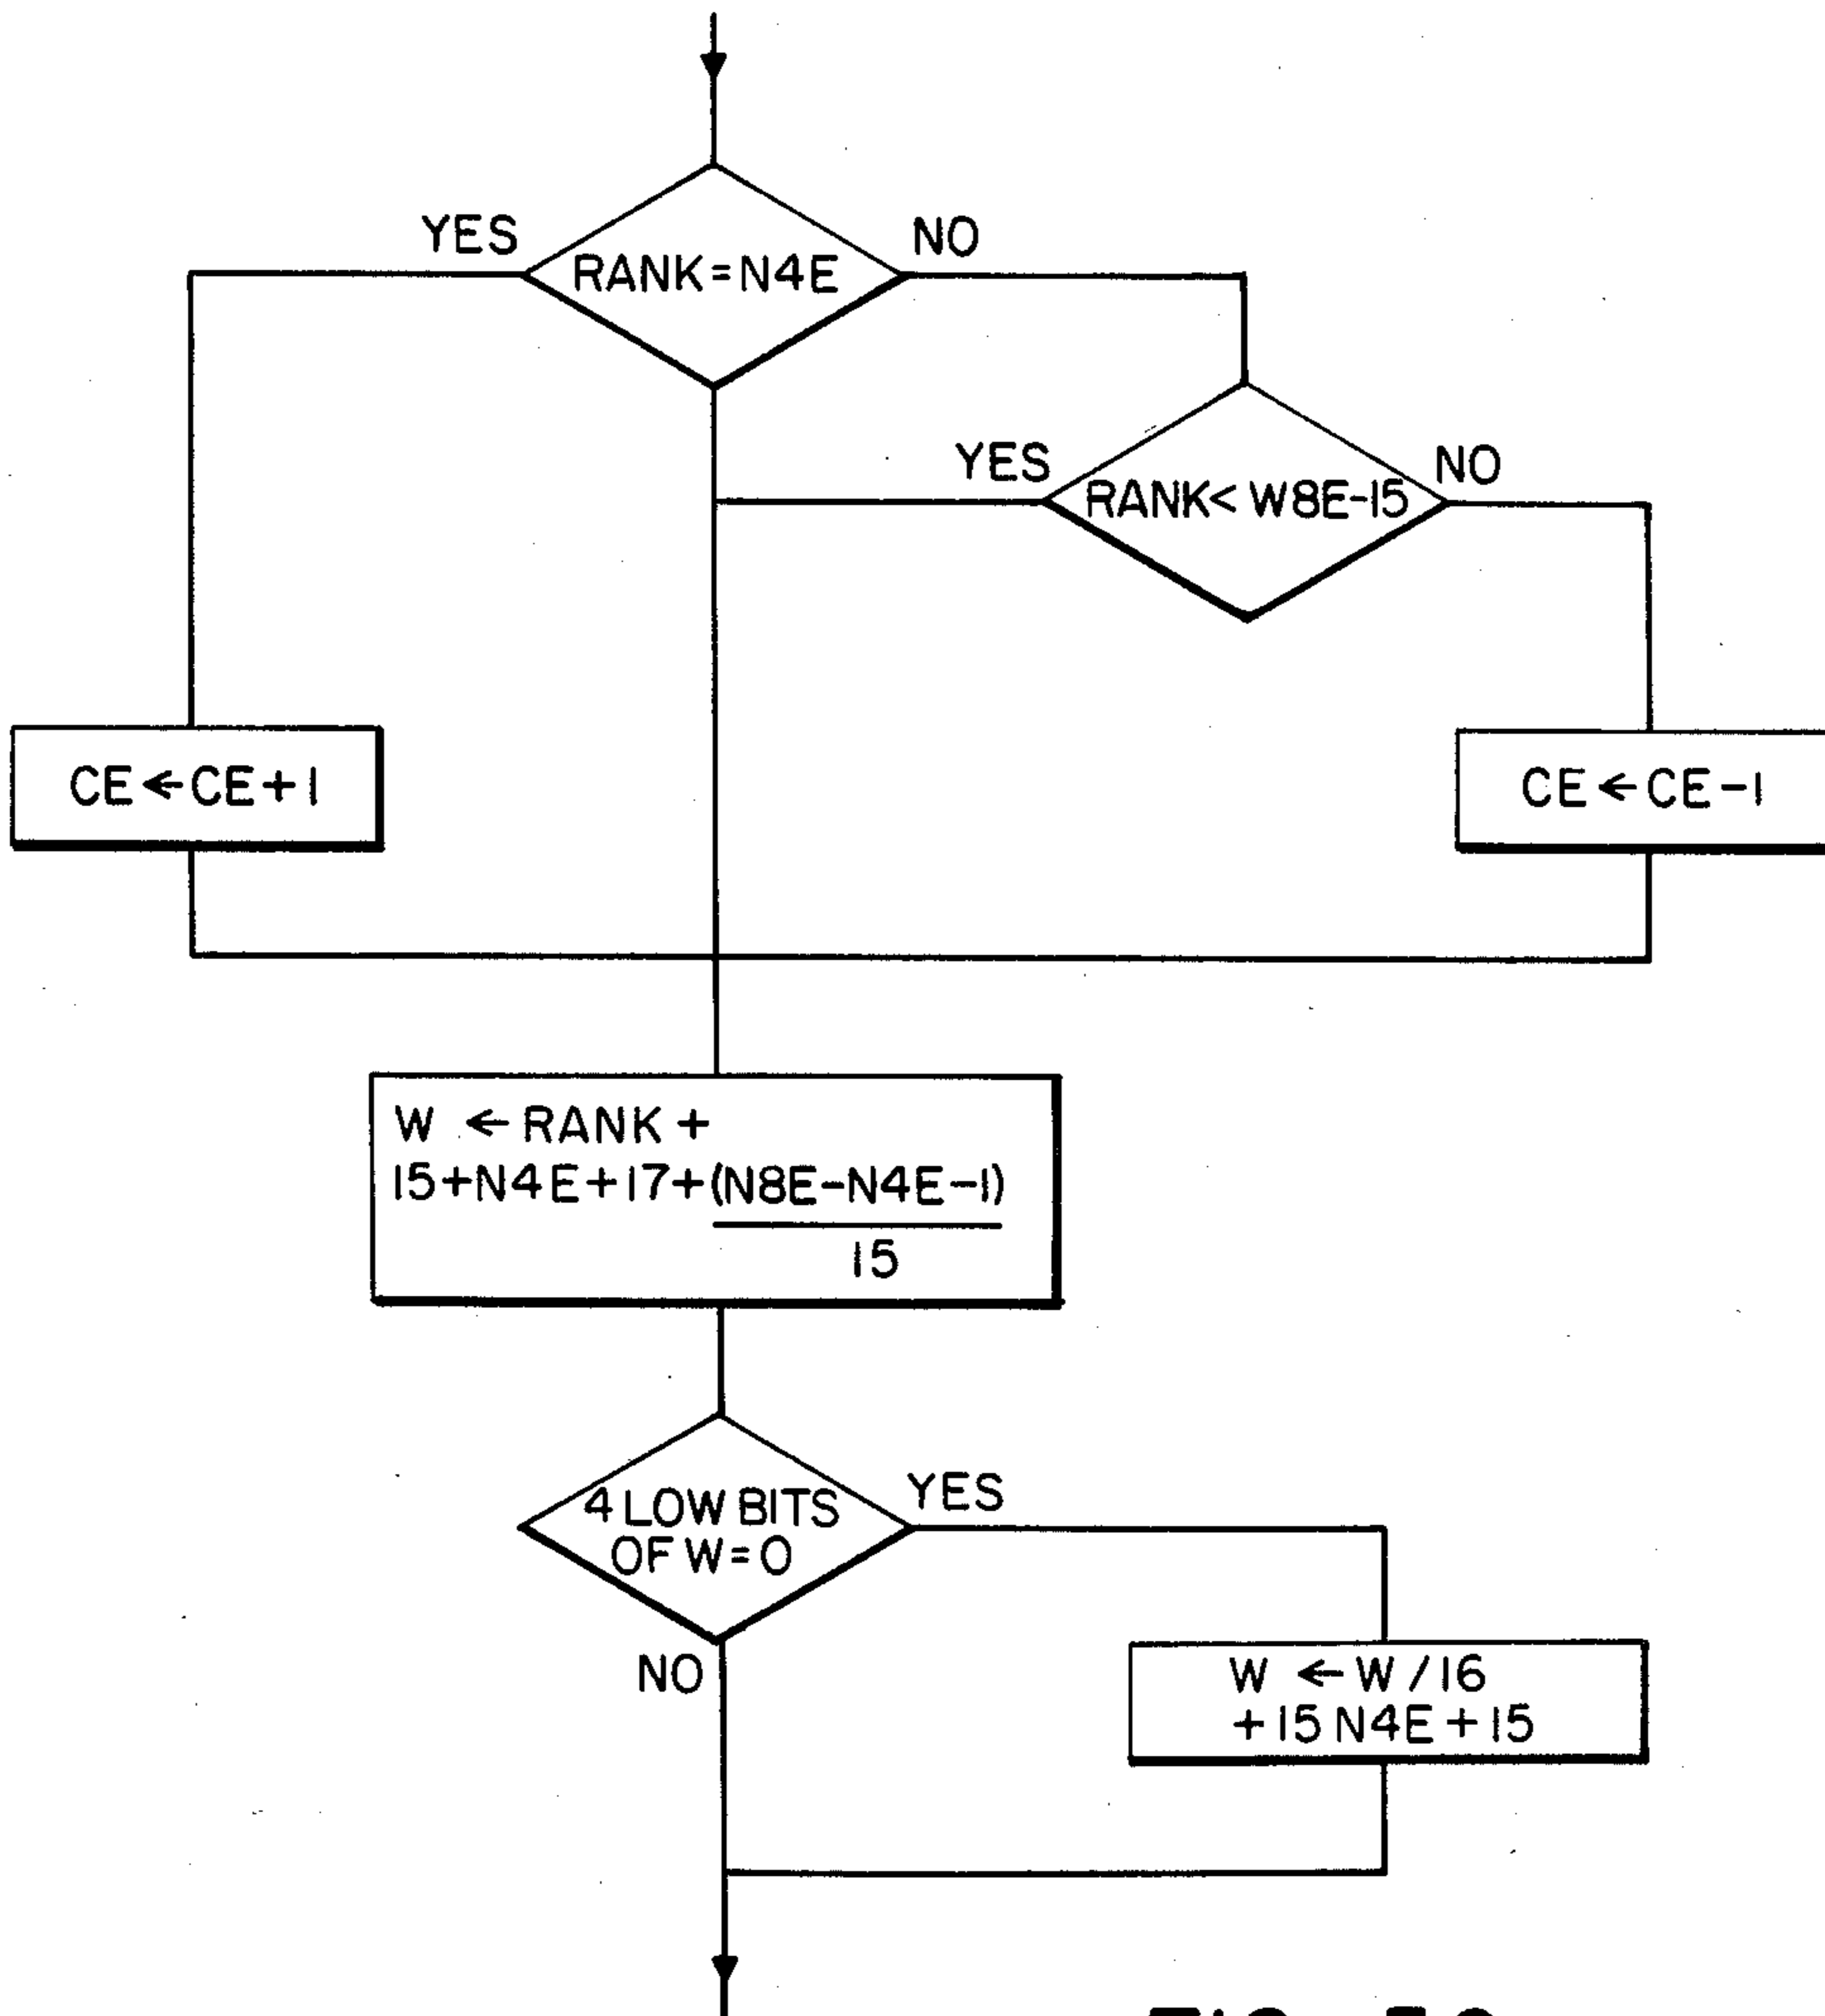 YES
NO
RANK=N4E
YES
NO
RANK< W8E-15
CE←CE+1
CE←CE-1
W ← RANK +
15+N4E+17+(N8E-N4E-1)
15
4 LOW BITS
OF W=0
YES
NO
W ← W/16
+15 N4E+15